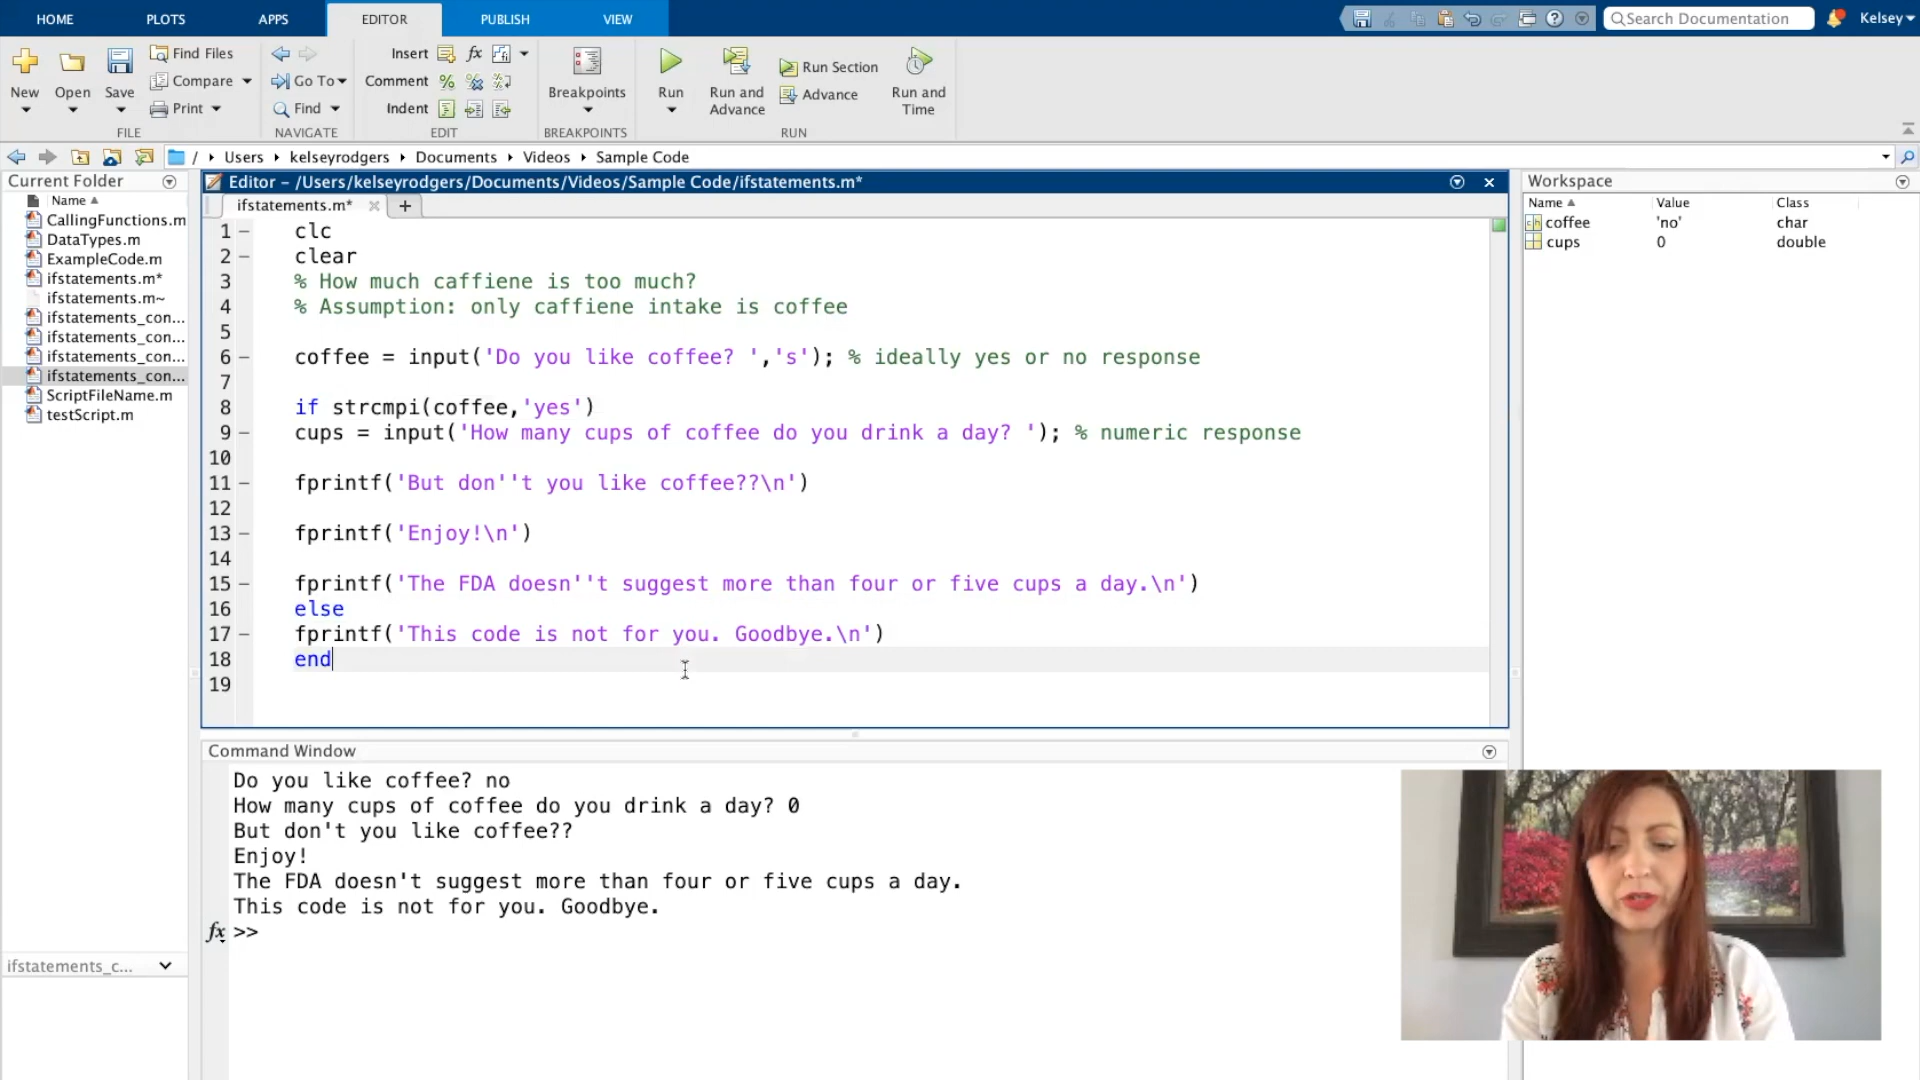 HOME PLOTS APPS EDITOR PUBLISH VIEW Search Documentation Kelsey
New Open Save Find Files Compare Print
FILE
Go To Find
NAVIGATE
Insert fx
Comment
Indent
EDIT
Breakpoints
BREAKPOINTS
Run Run and Advance Run Section Advance Run and Time
RUN
/ Users kelseyrodgers Documents Videos Sample Code
Current Folder
Name
CallingFunctions.m
DataTypes.m
ExampleCode.m
ifstatements.m*
ifstatements.m~
ifstatements_con...
ifstatements_con...
ifstatements_con...
ifstatements_con...
ScriptFileName.m
testScript.m
ifstatements_c...
Editor – /Users/kelseyrodgers/Documents/Videos/Sample Code/ifstatements.m*
ifstatements.m* +
1 – clc
2 – clear
3 % How much caffiene is too much?
4 % Assumption: only caffiene intake is coffee
5
6 – coffee = input('Do you like coffee? ','s'); % ideally yes or no response
7
8 if strcmpi(coffee,'yes')
9 – cups = input('How many cups of coffee do you drink a day? '); % numeric response
10
11 – fprintf('But don''t you like coffee??\n')
12
13 – fprintf('Enjoy!\n')
14
15 – fprintf('The FDA doesn''t suggest more than four or five cups a day.\n')
16 else
17 – fprintf('This code is not for you. Goodbye.\n')
18 end
19
Command Window
Do you like coffee? no
How many cups of coffee do you drink a day? 0
But don't you like coffee??
Enjoy!
The FDA doesn't suggest more than four or five cups a day.
This code is not for you. Goodbye.
fx >>
Workspace
Name Value Class
coffee 'no' char
cups 0 double